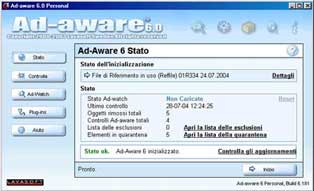 Ad-aware 6.0 Personal
Ad-aware 6.0
Stato
Controlla
Ad-Watch
Plug-ins
Aiuto
Ad-Aware 6 Stato
Stato dell'inizializzazione
File di Riferimento in uso (Reffile) 01R334 24.07.2004 Dettagli
Stato
Stato Ad-watch Non Caricate Reset
Ultimo controllo 28-07-04 12:24:25
Oggetti rimossi totali 5
Controlli Ad-aware totali 4
Lista delle esclusioni 0 Apri la lista delle esclusioni
Elementi in quarantena 5 Apri la lista della quarantena
Stato ok. Ad-Aware 6 inizializzato. Controlla gli aggiornamenti
Pronto. Inizio
LAVASOFT Ad-aware 6 Personal, Build 6.181